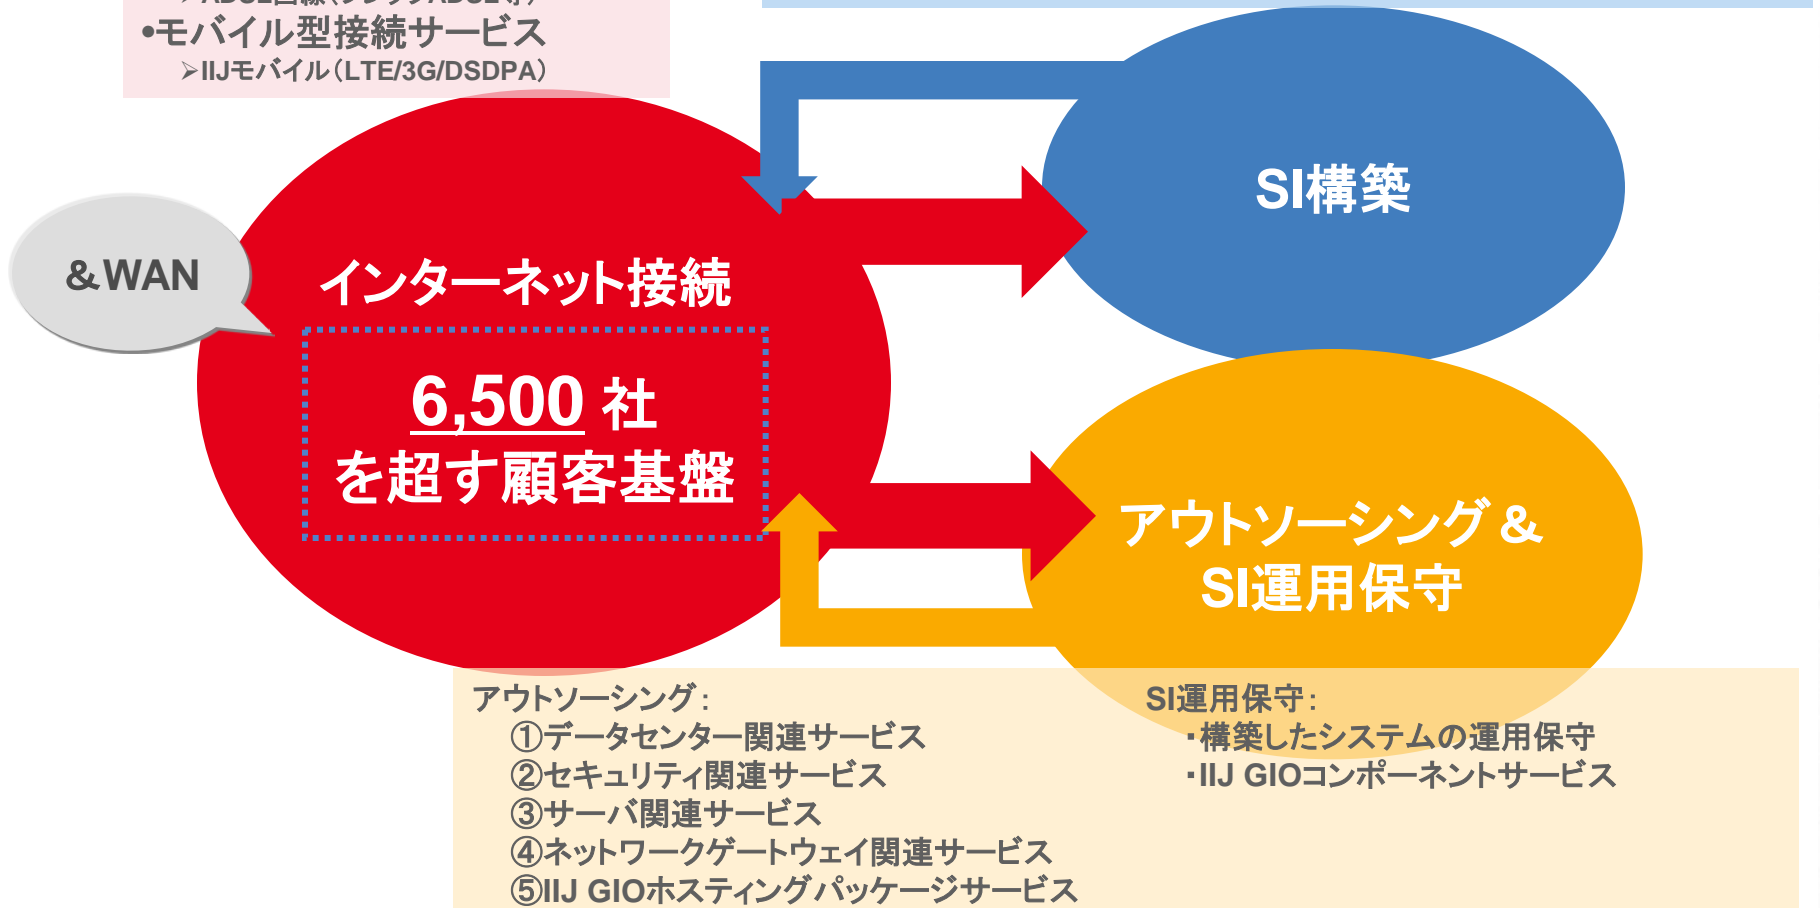 •モバイル型接続サービス
➢IIJモバイル（LTE/3G/DSDPA）
SI構築
&WAN
インターネット接続
6,500 社
を超す顧客基盤
アウトソーシング &
SI運用保守
アウトソーシング：
①データセンター関連サービス
②セキュリティ関連サービス
③サーバ関連サービス
④ネットワークゲートウェイ関連サービス
⑤IIJ GIOホスティングパッケージサービス
SI運用保守：
・構築したシステムの運用保守
・IIJ GIOコンポーネントサービス